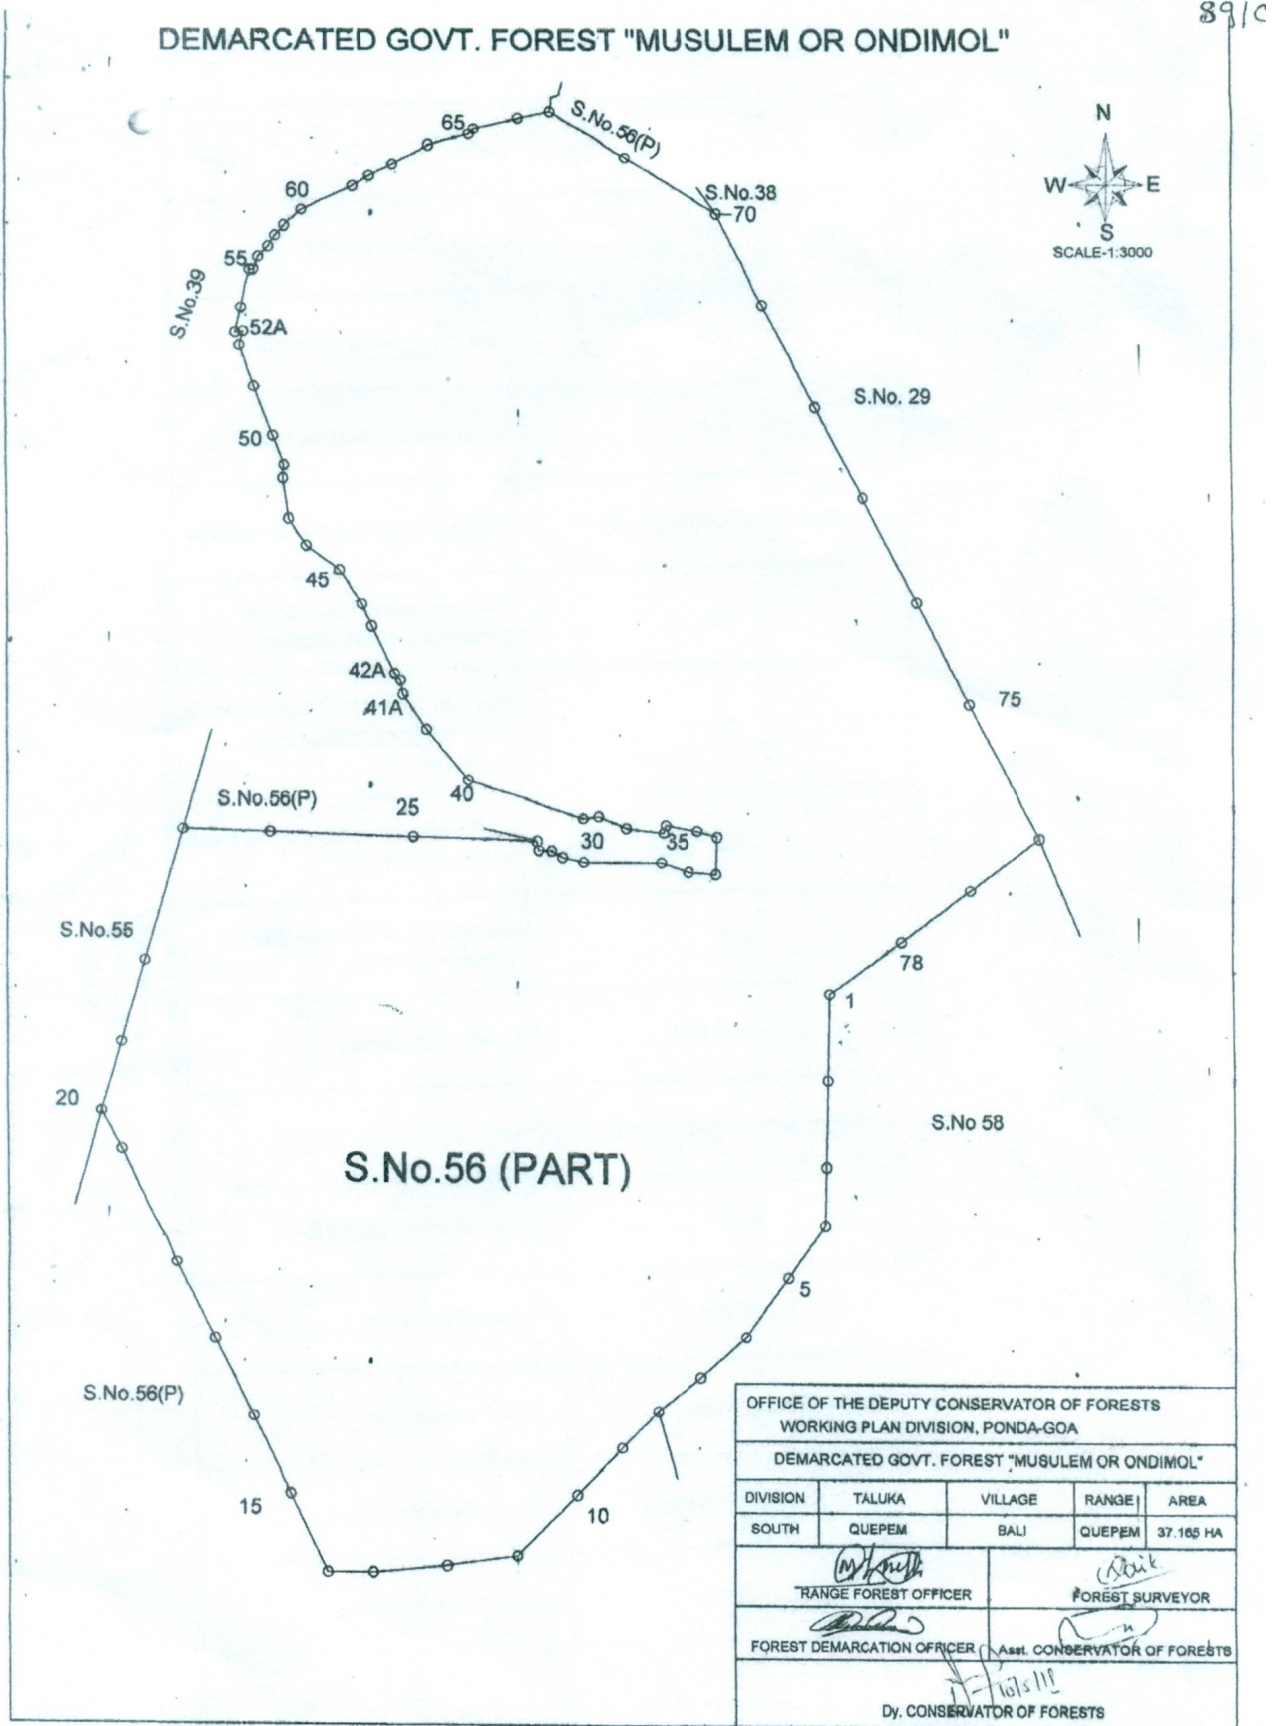 89/C
DEMARCATED GOVT. FOREST "MUSULEM OR ONDIMOL"
N
W E
S
SCALE-1:3000
S.No.56(P)
65
S.No.38
70
60
55
S.No.39
52A
S.No. 29
50
45
42A
41A
75
40
S.No.56(P)
25
30
35
S.No.55
78
1
20
S.No 58
S.No.56 (PART)
5
S.No.56(P)
15
10
OFFICE OF THE DEPUTY CONSERVATOR OF FORESTS
WORKING PLAN DIVISION, PONDA-GOA
DEMARCATED GOVT. FOREST "MUSULEM OR ONDIMOL"
DIVISION TALUKA VILLAGE RANGE AREA
SOUTH QUEPEM BALI QUEPEM 37.165 HA
RANGE FOREST OFFICER FOREST SURVEYOR
FOREST DEMARCATION OFFICER Asst. CONSERVATOR OF FORESTS
Dy. CONSERVATOR OF FORESTS